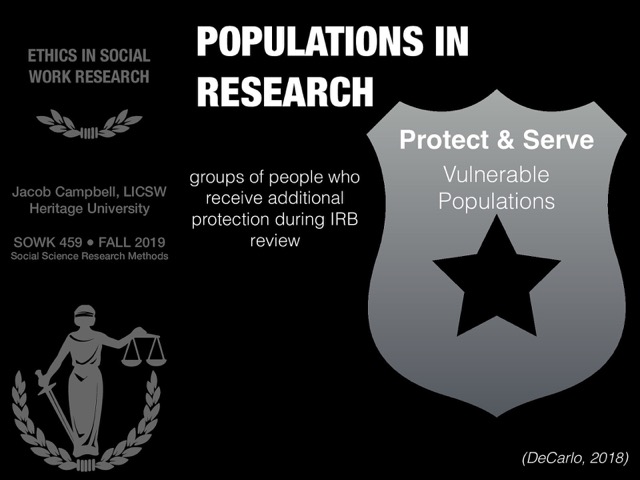 ETHICS IN SOCIAL
WORK RESEARCH
Jacob Campbell, LICSW
Heritage University
SOWK 459 ● FALL 2019
Social Science Research Methods
POPULATIONS IN
RESEARCH
groups of people who
receive additional
protection during IRB
review
Protect & Serve
Vulnerable
Populations
(DeCarlo, 2018)